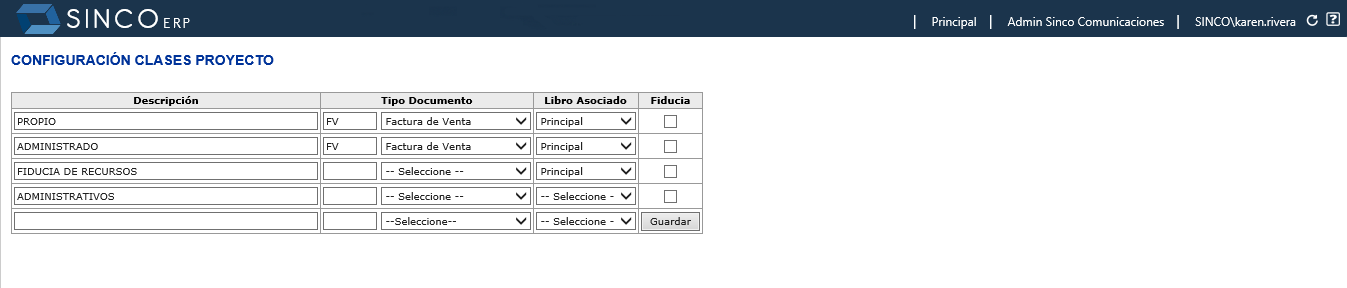 SINCO ERP
| Principal | Admin Sinco Comunicaciones | SINCO\karen.rivera
CONFIGURACIÓN CLASES PROYECTO
Descripción Tipo Documento Libro Asociado Fiducia
PROPIO FV Factura de Venta Principal
ADMINISTRADO FV Factura de Venta Principal
FIDUCIA DE RECURSOS -- Seleccione -- Principal
ADMINISTRATIVOS -- Seleccione -- -- Seleccione -
--Seleccione-- -- Seleccione - Guardar